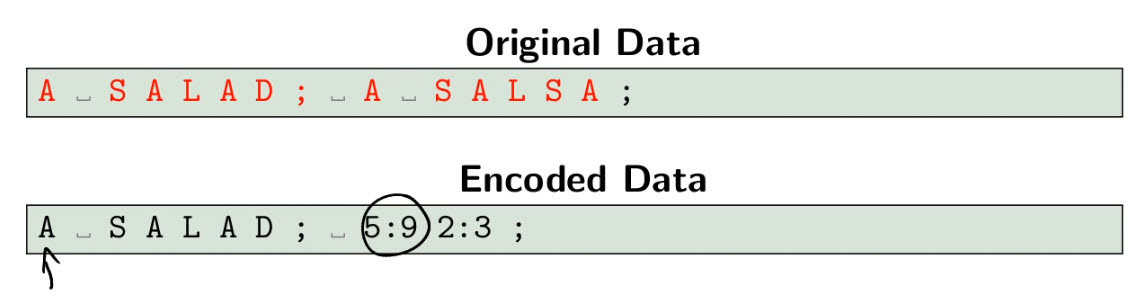 Original Data
A ␣ S A L A D ; ␣ A ␣ S A L S A ;
Encoded Data
A ␣ S A L A D ; ␣ 5:9 2:3 ;